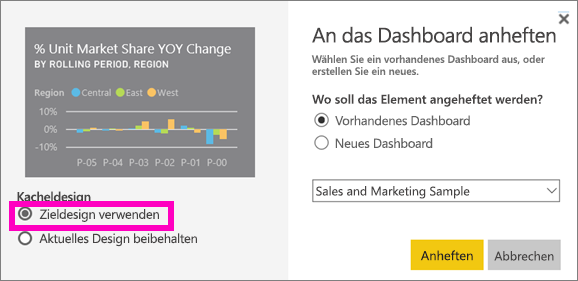 % Unit Market Share YOY Change
BY ROLLING PERIOD, REGION
Region Central East West
10%
0%
-10%
P-05 P-04 P-03 P-02 P-01 P-00
Kacheldesign
Zieldesign verwenden
Aktuelles Design beibehalten
An das Dashboard anheften
Wählen Sie ein vorhandenes Dashboard aus, oder
erstellen Sie ein neues.
Wo soll das Element angeheftet werden?
Vorhandenes Dashboard
Neues Dashboard
Sales and Marketing Sample
Anheften Abbrechen